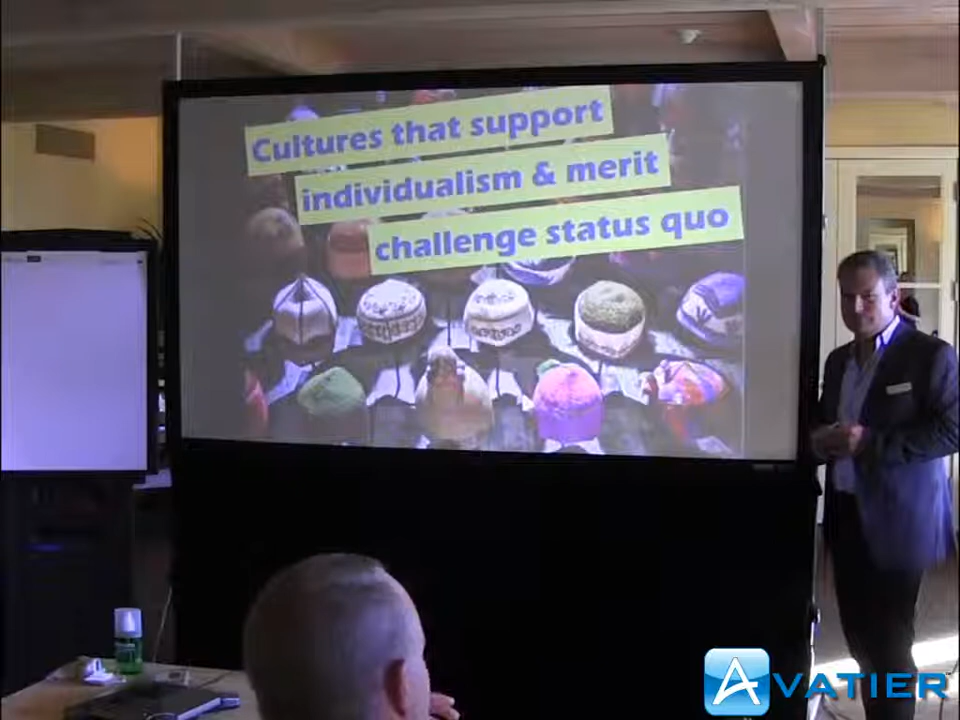 Cultures that support
individualism & merit
challenge status quo
AVATIER